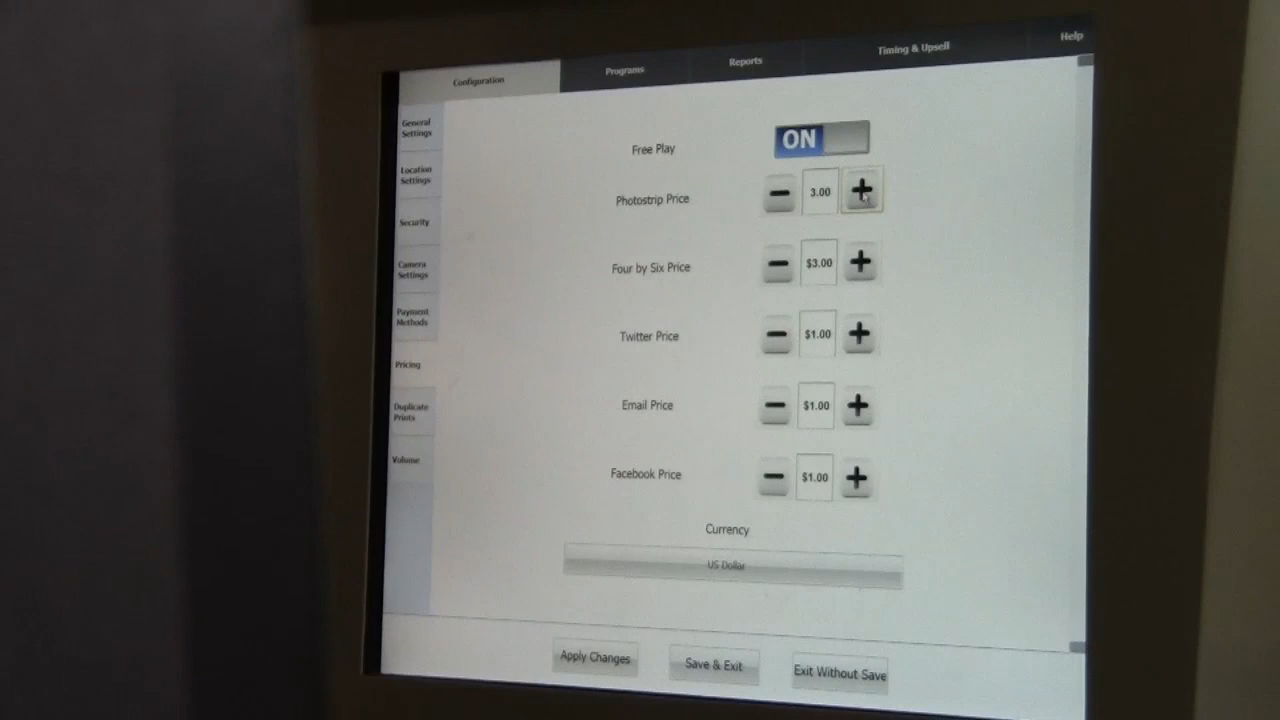 Configuration
Programs
Reports
Timing & Upsell
Help
General
Settings
Location
Settings
Security
Camera
Settings
Payment
Methods
Pricing
Duplicate
Prints
Volume
Free Play
ON
Photostrip Price
3.00
Four by Six Price
$3.00
Twitter Price
$1.00
Email Price
$1.00
Facebook Price
$1.00
Currency
US Dollar
Apply Changes
Save & Exit
Exit Without Save